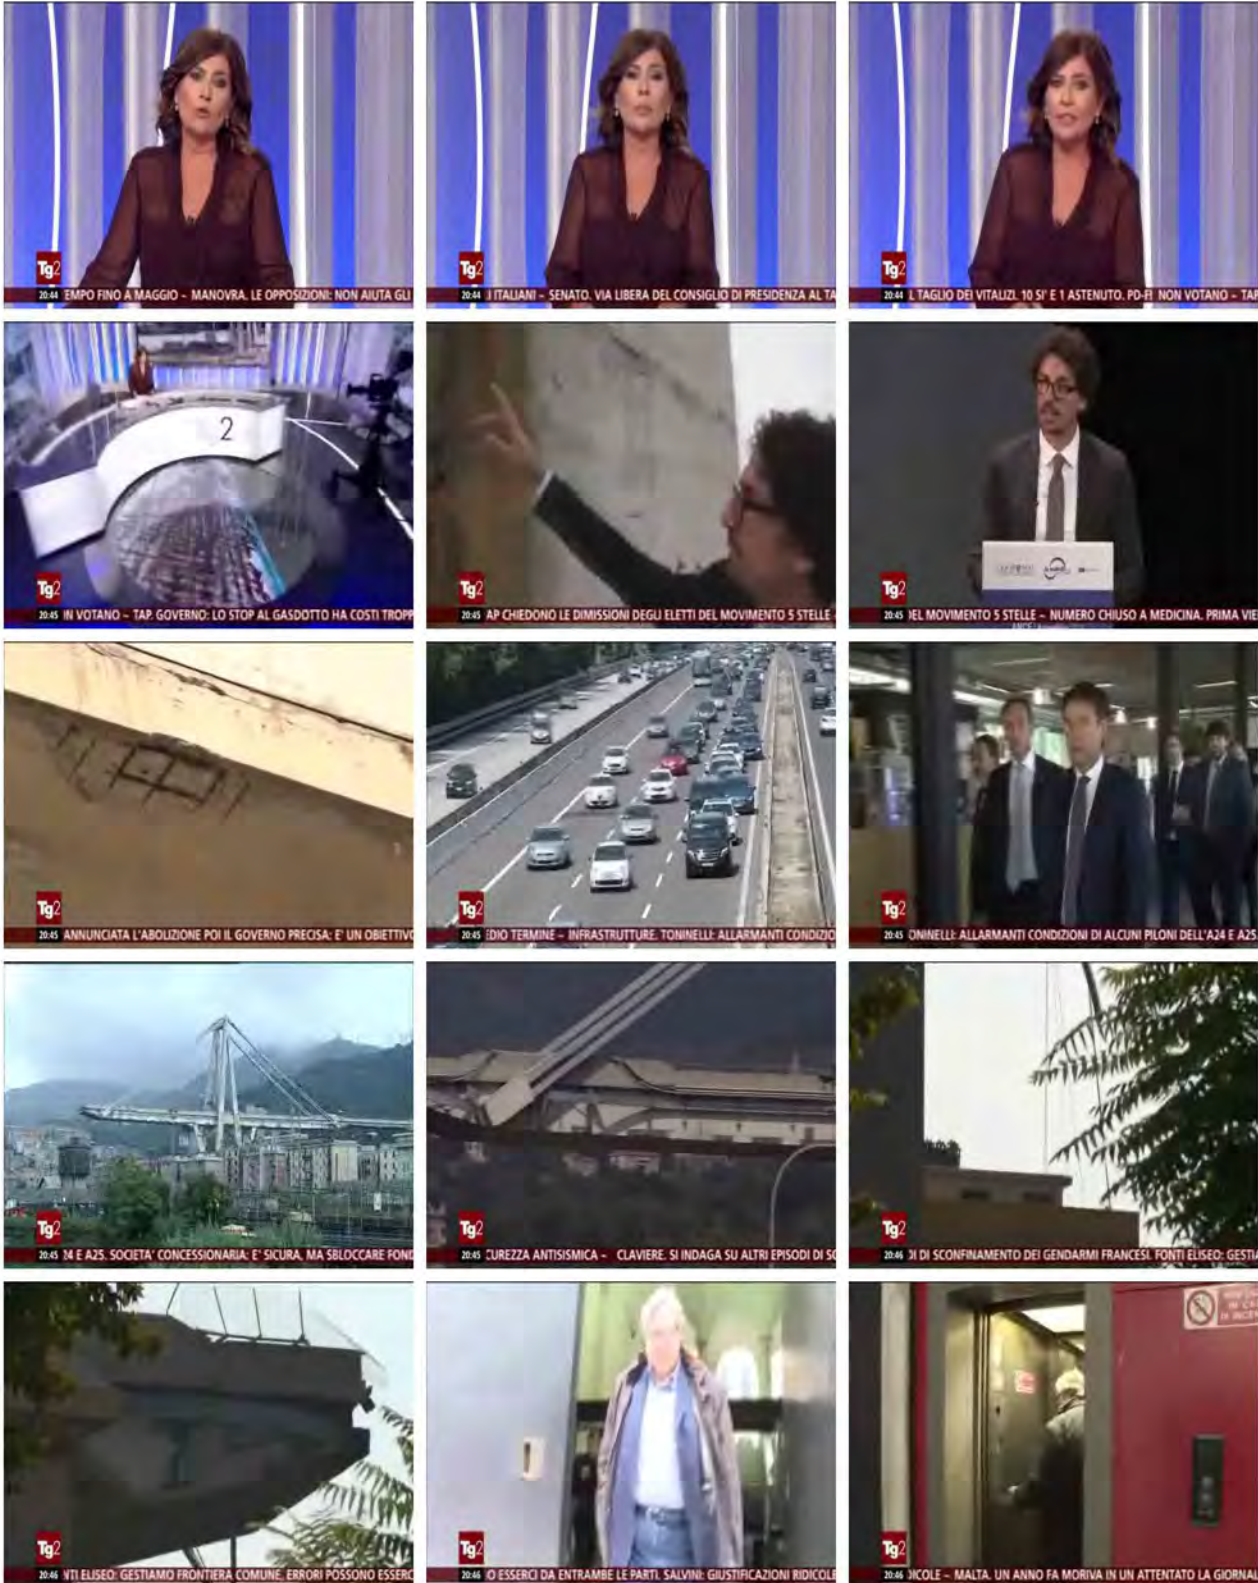 Tg2
20:44 EMPO FINO A MAGGIO – MANOVRA. LE OPPOSIZIONI: NON AIUTA GLI
Tg2
20:44 I ITALIANI – SENATO. VIA LIBERA DEL CONSIGLIO DI PRESIDENZA AL TA
Tg2
20:44 L TAGLIO DEI VITALIZI. 10 SI' E 1 ASTENUTO. PD-FI NON VOTANO – TAP
2
Tg2
20:45 N VOTANO – TAP. GOVERNO: LO STOP AL GASDOTTO HA COSTI TROPP
Tg2
20:45 AP CHIEDONO LE DIMISSIONI DEGLI ELETTI DEL MOVIMENTO 5 STELLE –
Tg2
20:45 DEL MOVIMENTO 5 STELLE – NUMERO CHIUSO A MEDICINA. PRIMA VIE
Tg2
20:45 ANNUNCIATA L'ABOLIZIONE POI IL GOVERNO PRECISA: E' UN OBIETTIVO
Tg2
20:45 DIO TERMINE – INFRASTRUTTURE. TONINELLI: ALLARMANTI CONDIZIO
Tg2
20:45 ONINELLI: ALLARMANTI CONDIZIONI DI ALCUNI PILONI DELL'A24 E A25.
Tg2
20:45 24 E A25. SOCIETA' CONCESSIONARIA: E' SICURA, MA SBLOCCARE FOND
Tg2
20:45 CUREZZA ANTISISMICA – CLAVIERE. SI INDAGA SU ALTRI EPISODI DI SC
Tg2
20:46 DI DI SCONFINAMENTO DEI GENDARMI FRANCESI. FONTI ELISEO: GESTIA
Tg2
20:46 NTI ELISEO: GESTIAMO FRONTIERA COMUNE, ERRORI POSSONO ESSERC
Tg2
20:46 O ESSERCI DA ENTRAMBE LE PARTI. SALVINI: GIUSTIFICAZIONI RIDICOLE
Tg2
20:46 DICOLE – MALTA. UN ANNO FA MORIVA IN UN ATTENTATO LA GIORNA